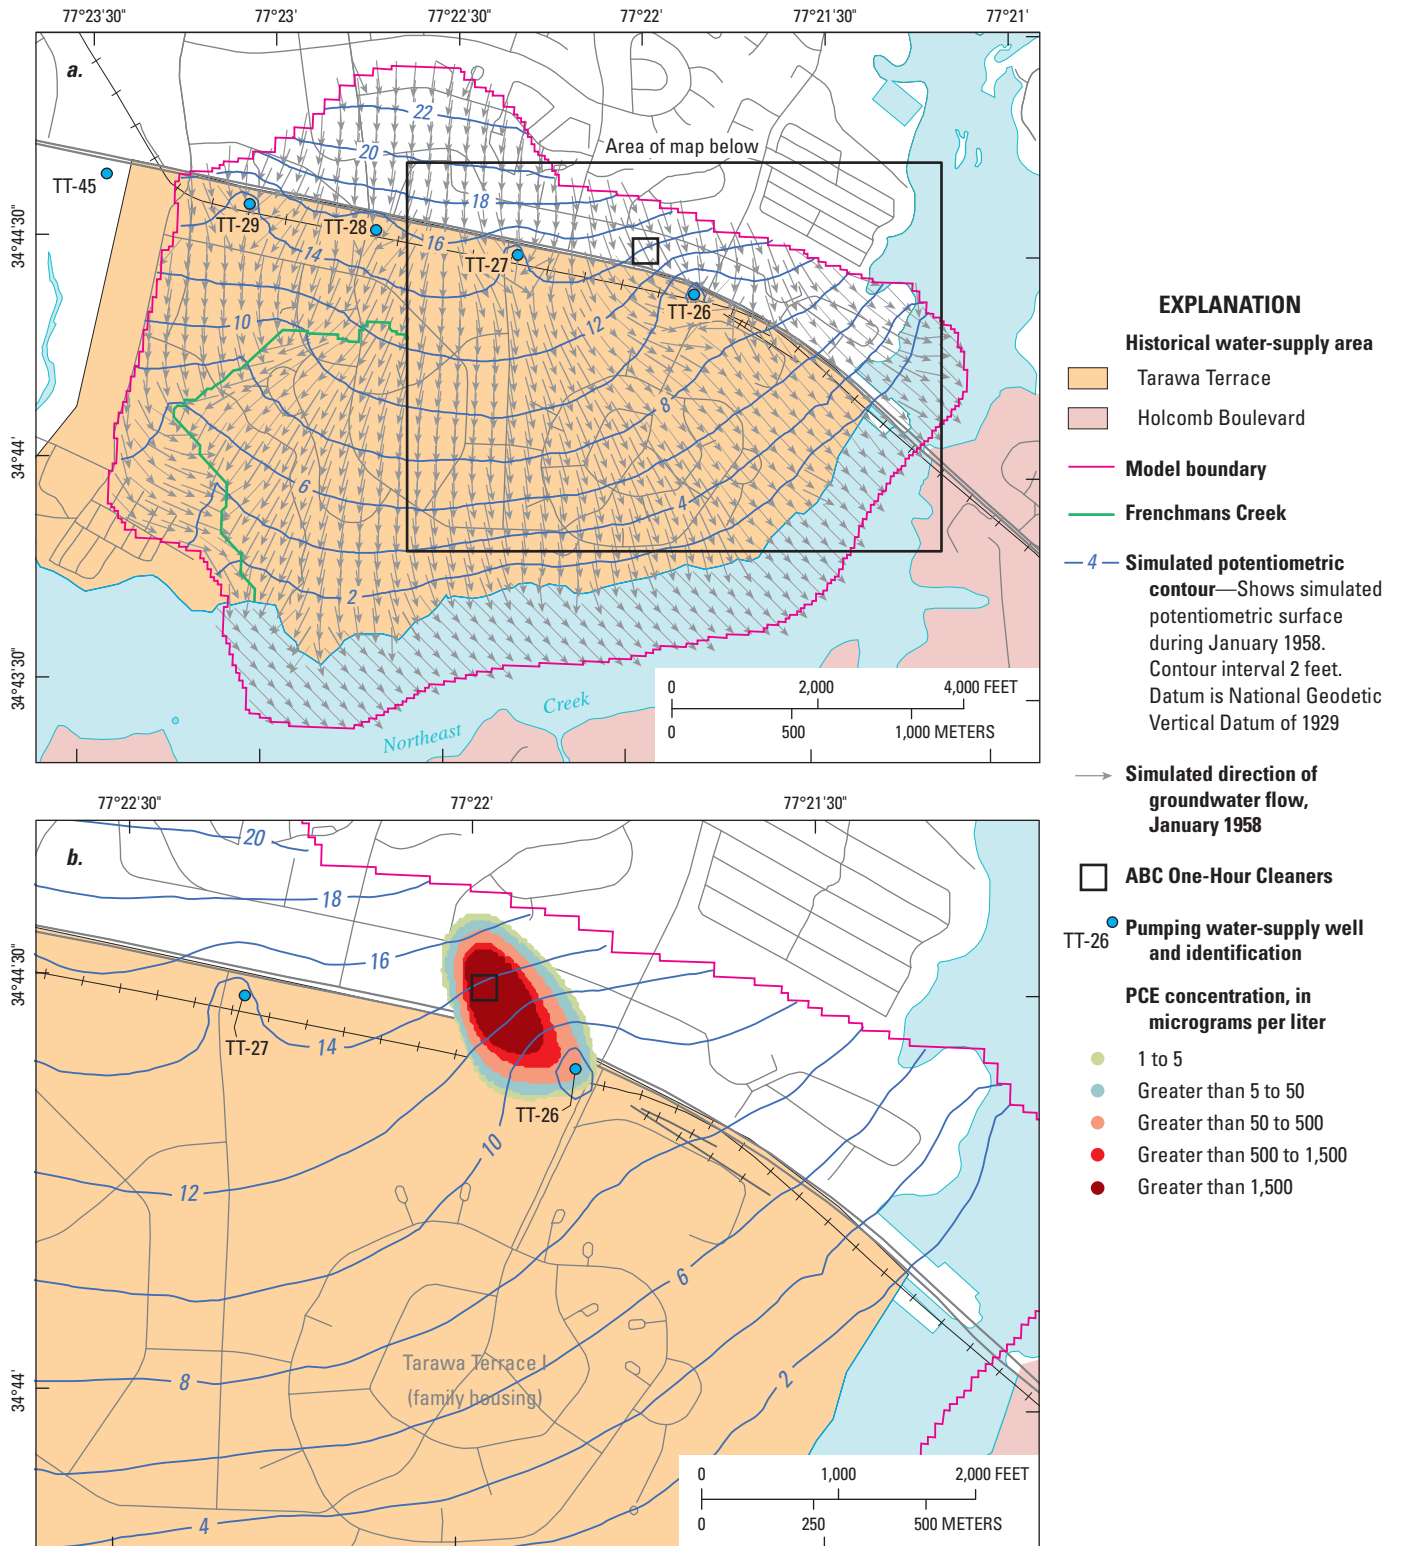 77°23'30"
77°23'
77°22'30"
77°22'
77°21'30"
77°21'
a.
22
20
Area of map below
TT-45
18
TT-29
TT-28
16
14
TT-27
34°44'30"
10
12
TT-26
8
34°44'
6
4
2
34°43'30"
Northeast Creek
0 2,000 4,000 FEET
0 500 1,000 METERS
77°22'30"
77°22'
77°21'30"
b.
20
18
16
34°44'30"
TT-27
14
TT-26
10
12
6
Tarawa Terrace I
(family housing)
8
2
34°44'
4
0 1,000 2,000 FEET
0 250 500 METERS
EXPLANATION
Historical water-supply area
Tarawa Terrace
Holcomb Boulevard
Model boundary
Frenchmans Creek
4 Simulated potentiometric
contour—Shows simulated
potentiometric surface
during January 1958.
Contour interval 2 feet.
Datum is National Geodetic
Vertical Datum of 1929
Simulated direction of
groundwater flow,
January 1958
ABC One-Hour Cleaners
TT-26 Pumping water-supply well
and identification
PCE concentration, in
micrograms per liter
1 to 5
Greater than 5 to 50
Greater than 50 to 500
Greater than 500 to 1,500
Greater than 1,500